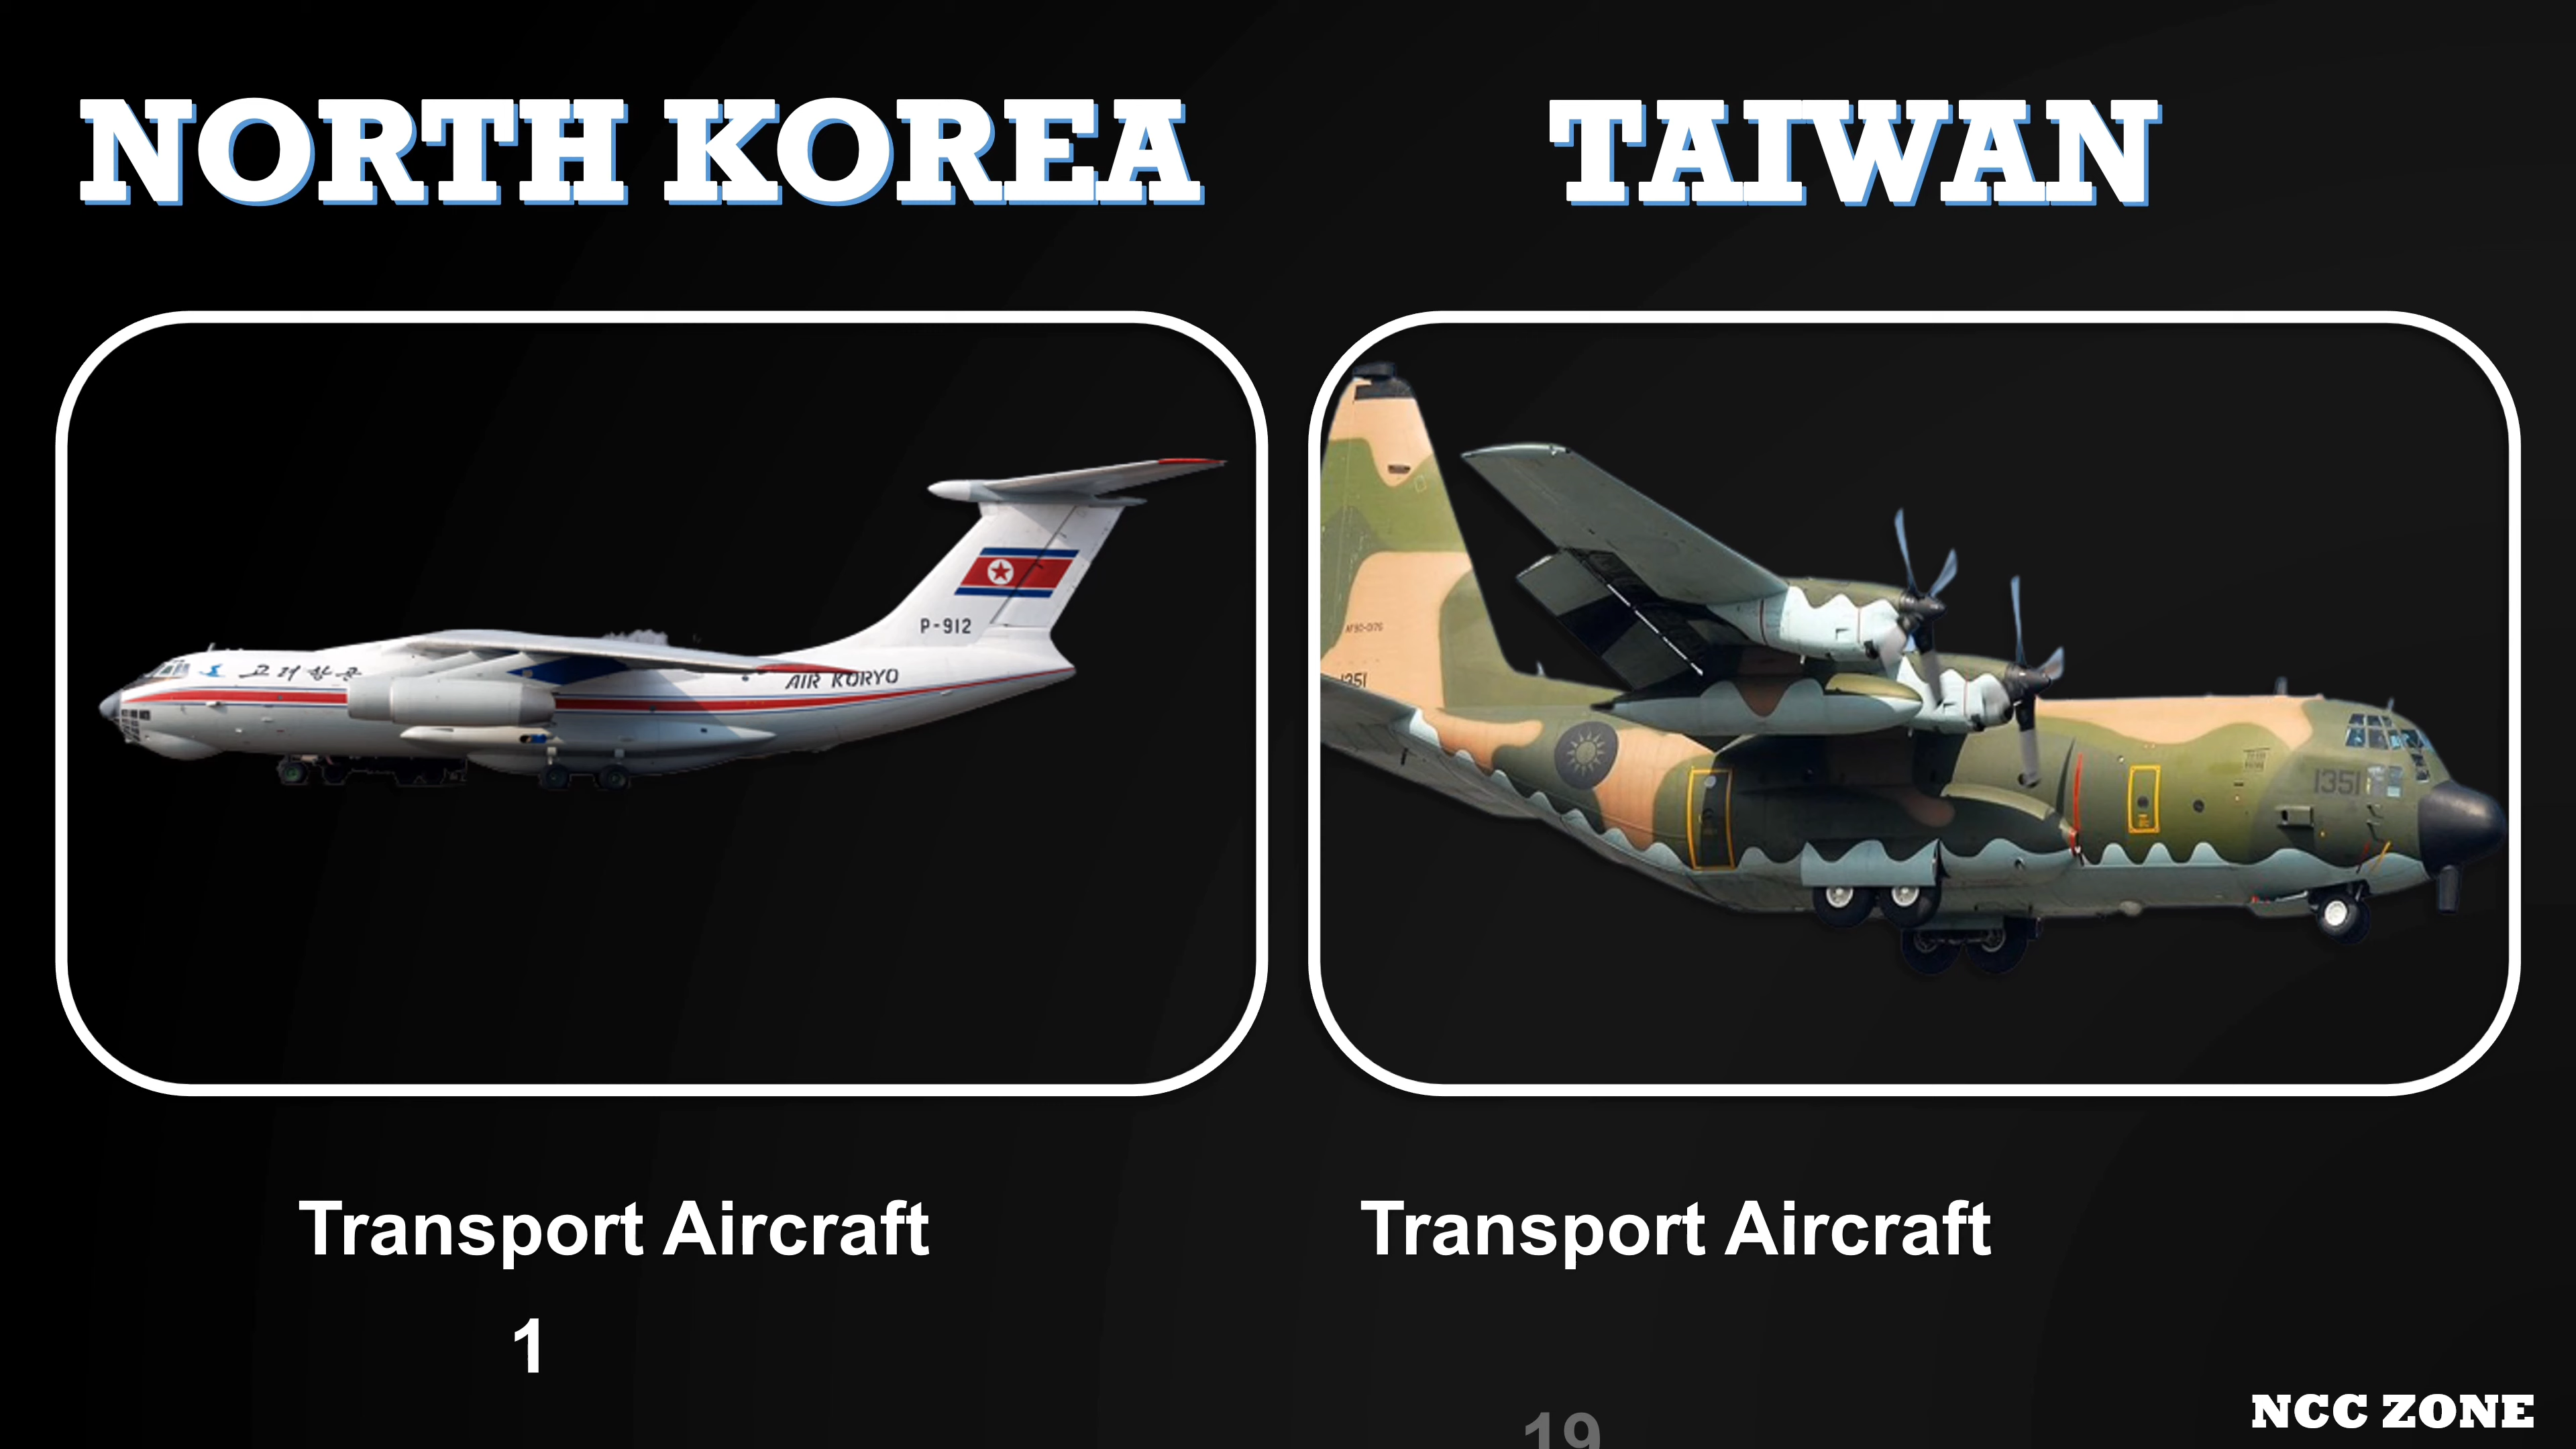 NORTH KOREA
TAIWAN
P-912
고려항공
AIR KORYO
1351
1351
Transport Aircraft
Transport Aircraft
1
19
NCC ZONE